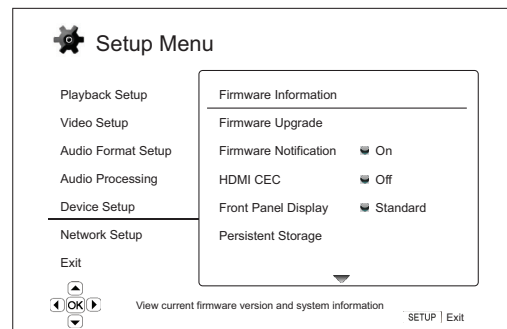 Setup Menu
Playback Setup
Video Setup
Audio Format Setup
Audio Processing
Device Setup
Network Setup
Exit
Firmware Information
Firmware Upgrade
Firmware Notification On
HDMI CEC Off
Front Panel Display Standard
Persistent Storage
OK
View current firmware version and system information
SETUP Exit